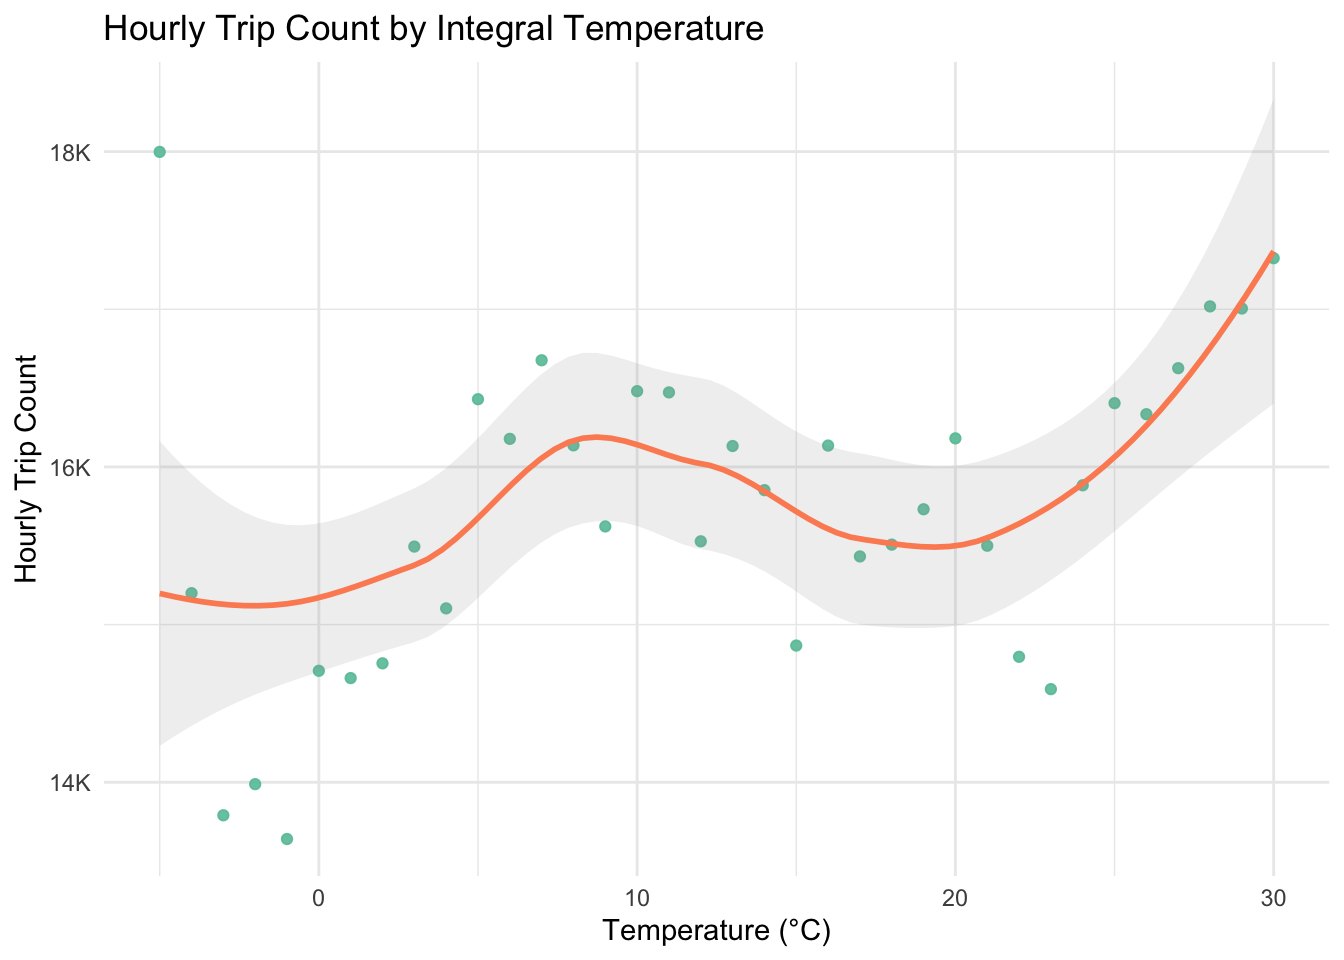 Hourly Trip Count by Integral Temperature
18K
16K
14K
Hourly Trip Count
0 10 20 30
Temperature (°C)